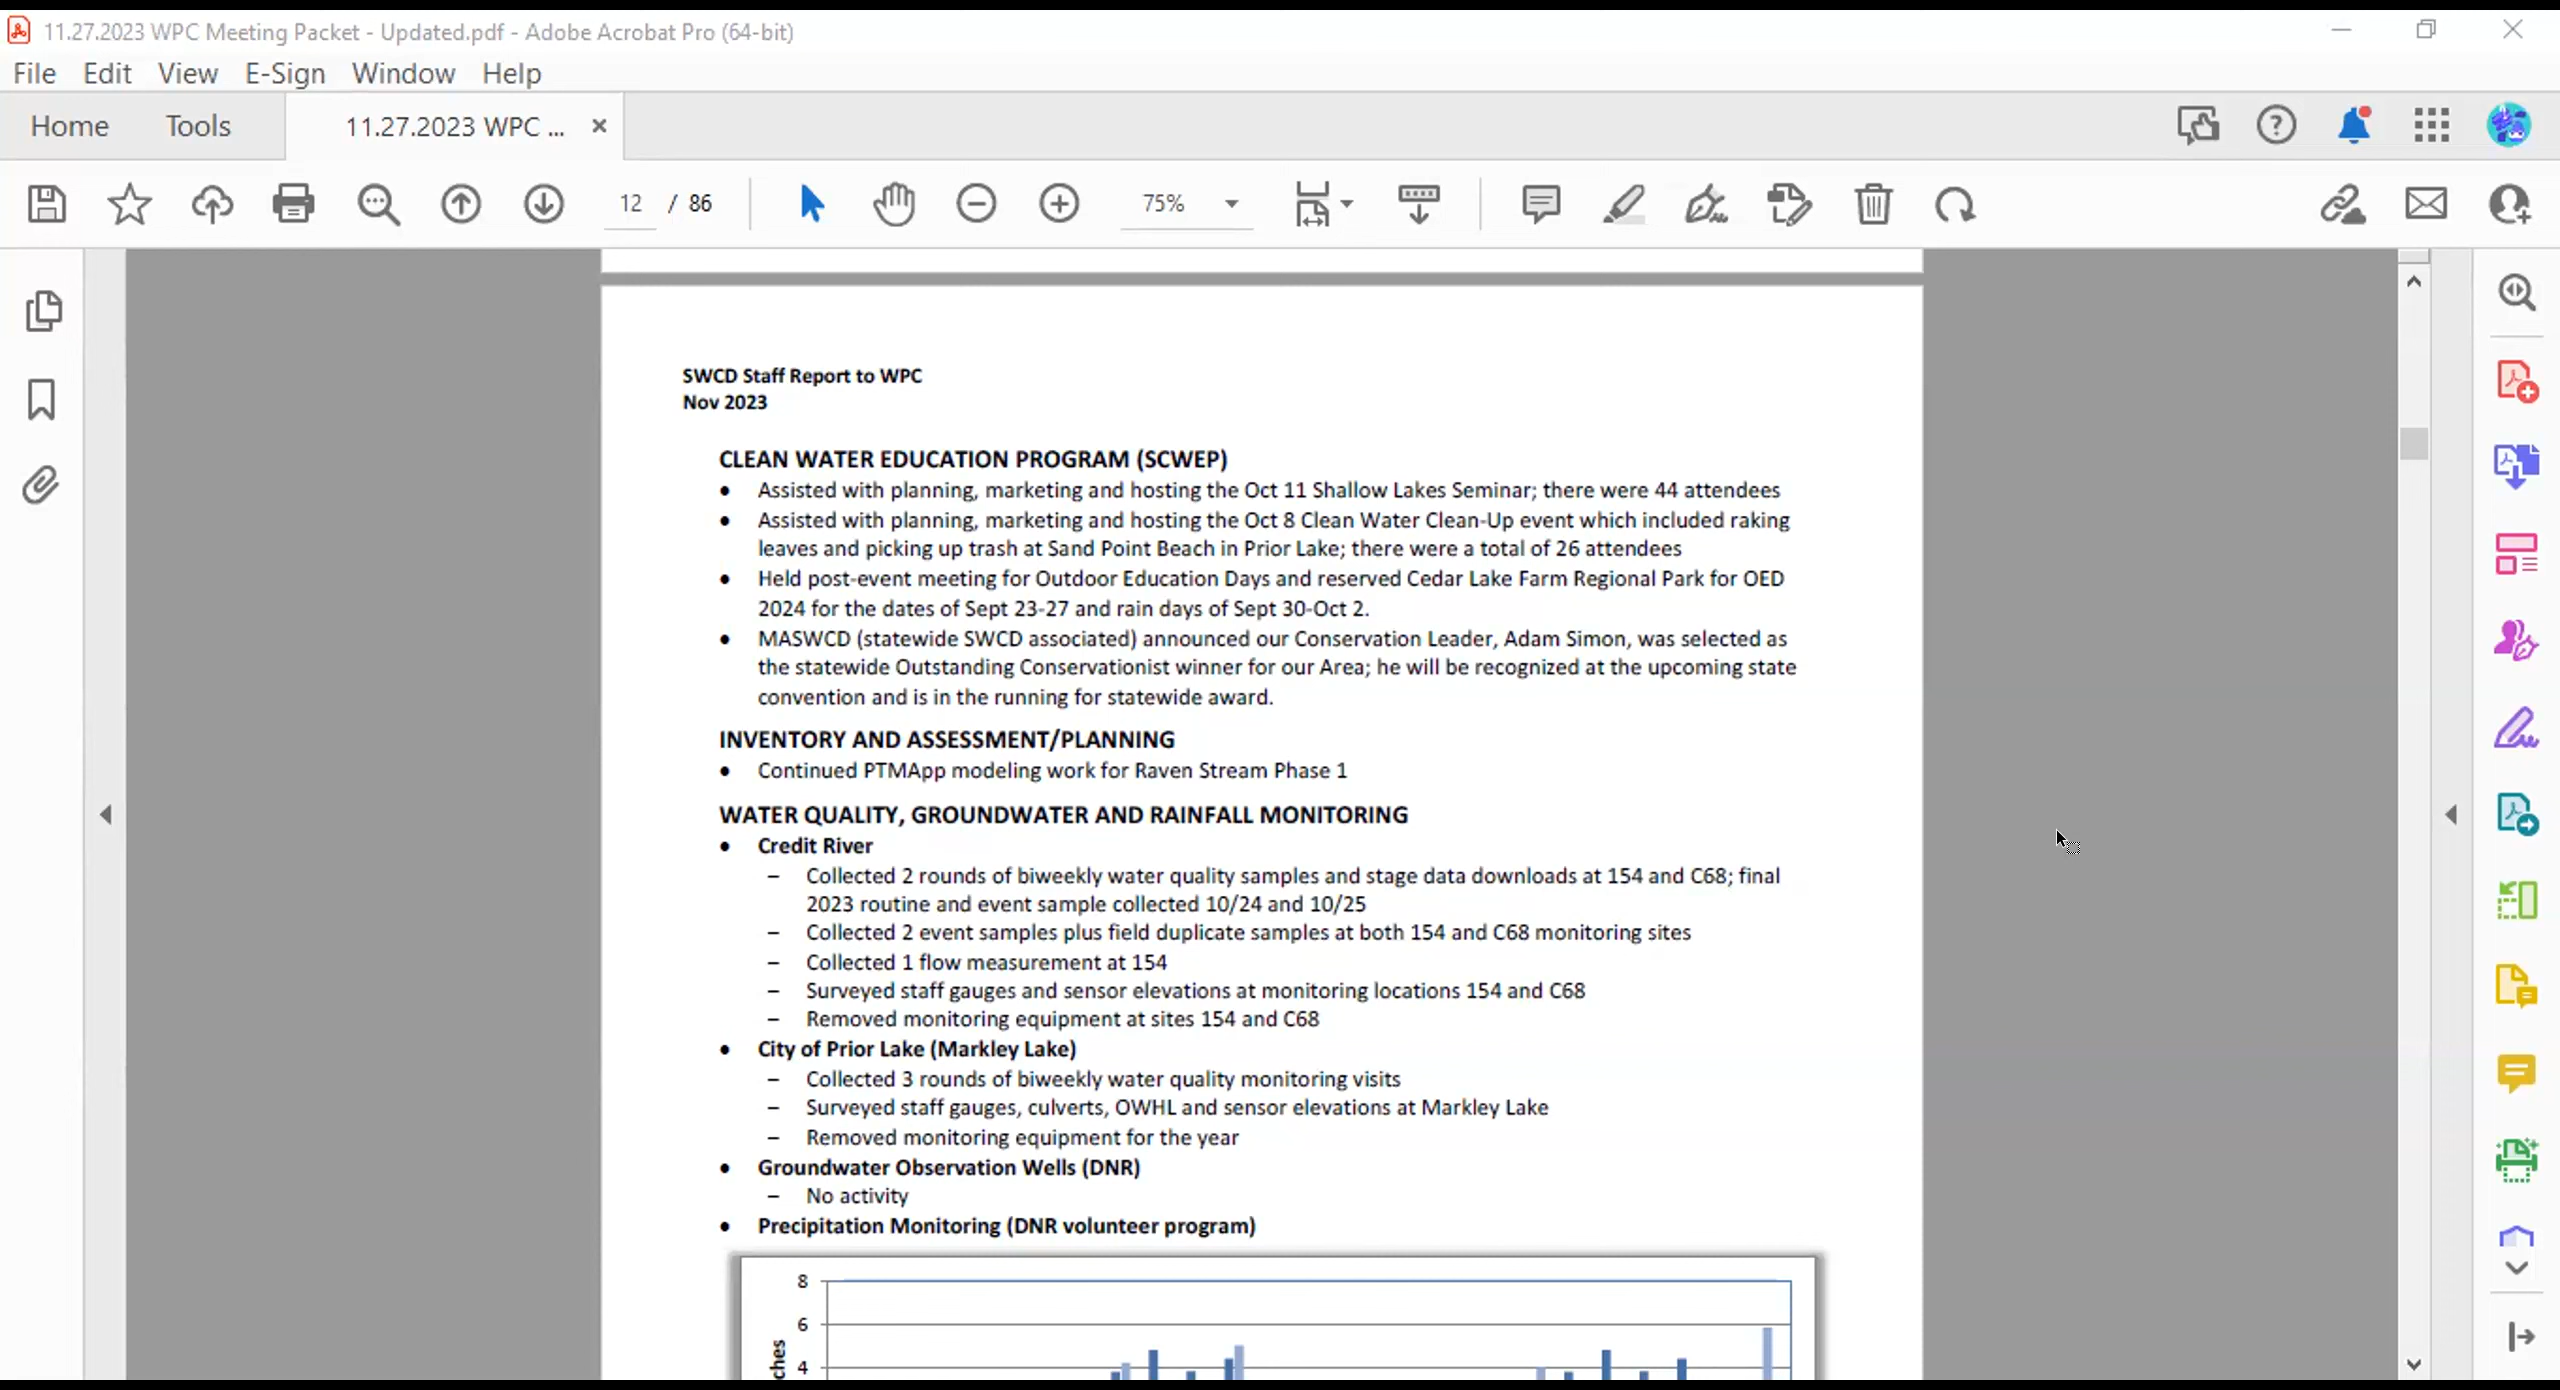 11.27.2023 WPC Meeting Packet - Updated.pdf - Adobe Acrobat Pro (64-bit)
File Edit View E-Sign Window Help
Home Tools 11.27.2023 WPC ...
12 / 86 75%
SWCD Staff Report to WPC
Nov 2023
CLEAN WATER EDUCATION PROGRAM (SCWEP)
• Assisted with planning, marketing and hosting the Oct 11 Shallow Lakes Seminar; there were 44 attendees
• Assisted with planning, marketing and hosting the Oct 8 Clean Water Clean-Up event which included raking
leaves and picking up trash at Sand Point Beach in Prior Lake; there were a total of 26 attendees
• Held post-event meeting for Outdoor Education Days and reserved Cedar Lake Farm Regional Park for OED
2024 for the dates of Sept 23-27 and rain days of Sept 30-Oct 2.
• MASWCD (statewide SWCD associated) announced our Conservation Leader, Adam Simon, was selected as
the statewide Outstanding Conservationist winner for our Area; he will be recognized at the upcoming state
convention and is in the running for statewide award.
INVENTORY AND ASSESSMENT/PLANNING
• Continued PTMApp modeling work for Raven Stream Phase 1
WATER QUALITY, GROUNDWATER AND RAINFALL MONITORING
• Credit River
– Collected 2 rounds of biweekly water quality samples and stage data downloads at 154 and C68; final
2023 routine and event sample collected 10/24 and 10/25
– Collected 2 event samples plus field duplicate samples at both 154 and C68 monitoring sites
– Collected 1 flow measurement at 154
– Surveyed staff gauges and sensor elevations at monitoring locations 154 and C68
– Removed monitoring equipment at sites 154 and C68
• City of Prior Lake (Markley Lake)
– Collected 3 rounds of biweekly water quality monitoring visits
– Surveyed staff gauges, culverts, OWHL and sensor elevations at Markley Lake
– Removed monitoring equipment for the year
• Groundwater Observation Wells (DNR)
– No activity
• Precipitation Monitoring (DNR volunteer program)
8
6
4